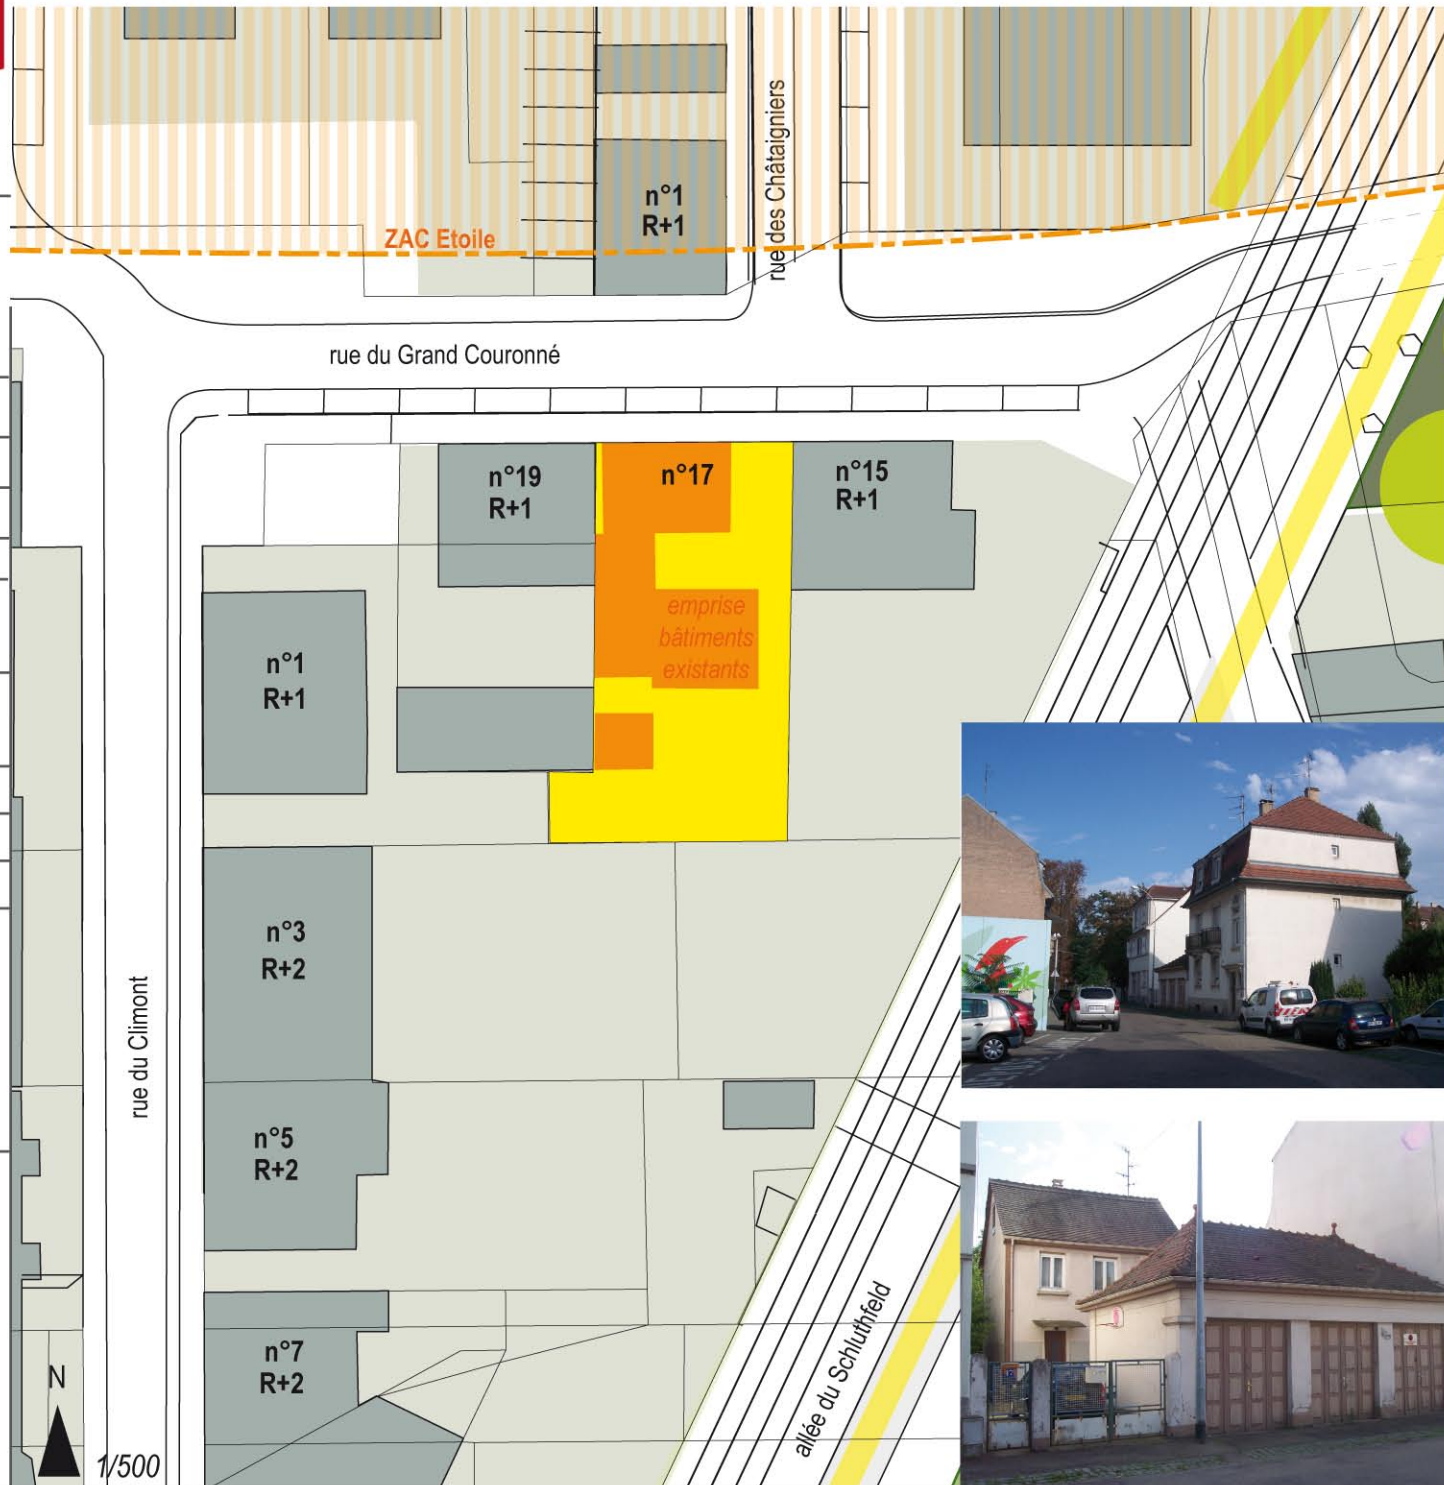 n°1
R+1
rue des Châtaigniers
ZAC Etoile
rue du Grand Couronné
n°19
R+1
n°17
n°15
R+1
emprise
bâtiments
existants
n°1
R+1
n°3
R+2
rue du Climont
n°5
R+2
n°7
R+2
allée du Schluthfeld
N
1/500